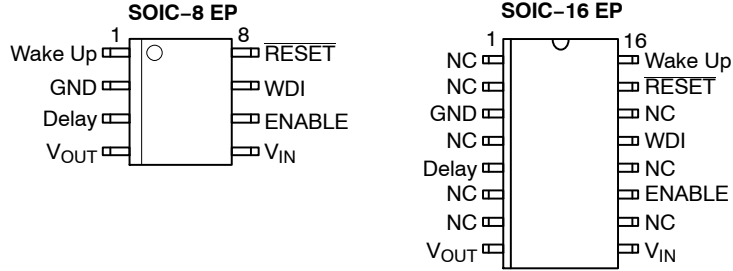 SOIC−8 EP
1 8
Wake Up RESET
GND WDI
Delay ENABLE
VOUT VIN
SOIC−16 EP
1 16
NC Wake Up
NC RESET
GND NC
NC WDI
Delay NC
NC ENABLE
NC NC
VOUT VIN